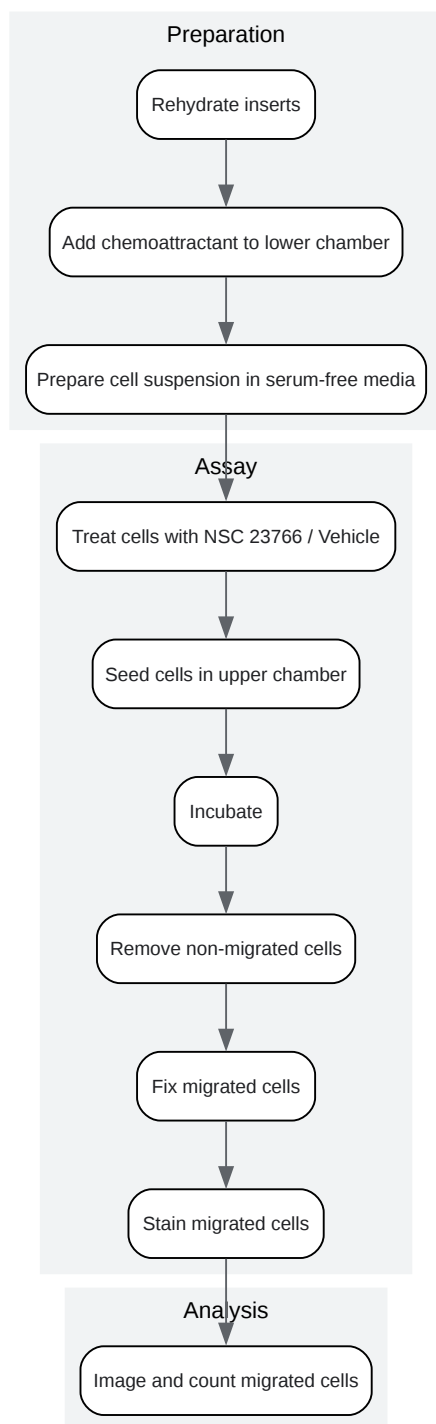 Preparation
Rehydrate inserts
Add chemoattractant to lower chamber
Prepare cell suspension in serum-free media
Assay
Treat cells with NSC 23766 / Vehicle
Seed cells in upper chamber
Incubate
Remove non-migrated cells
Fix migrated cells
Stain migrated cells
Analysis
Image and count migrated cells